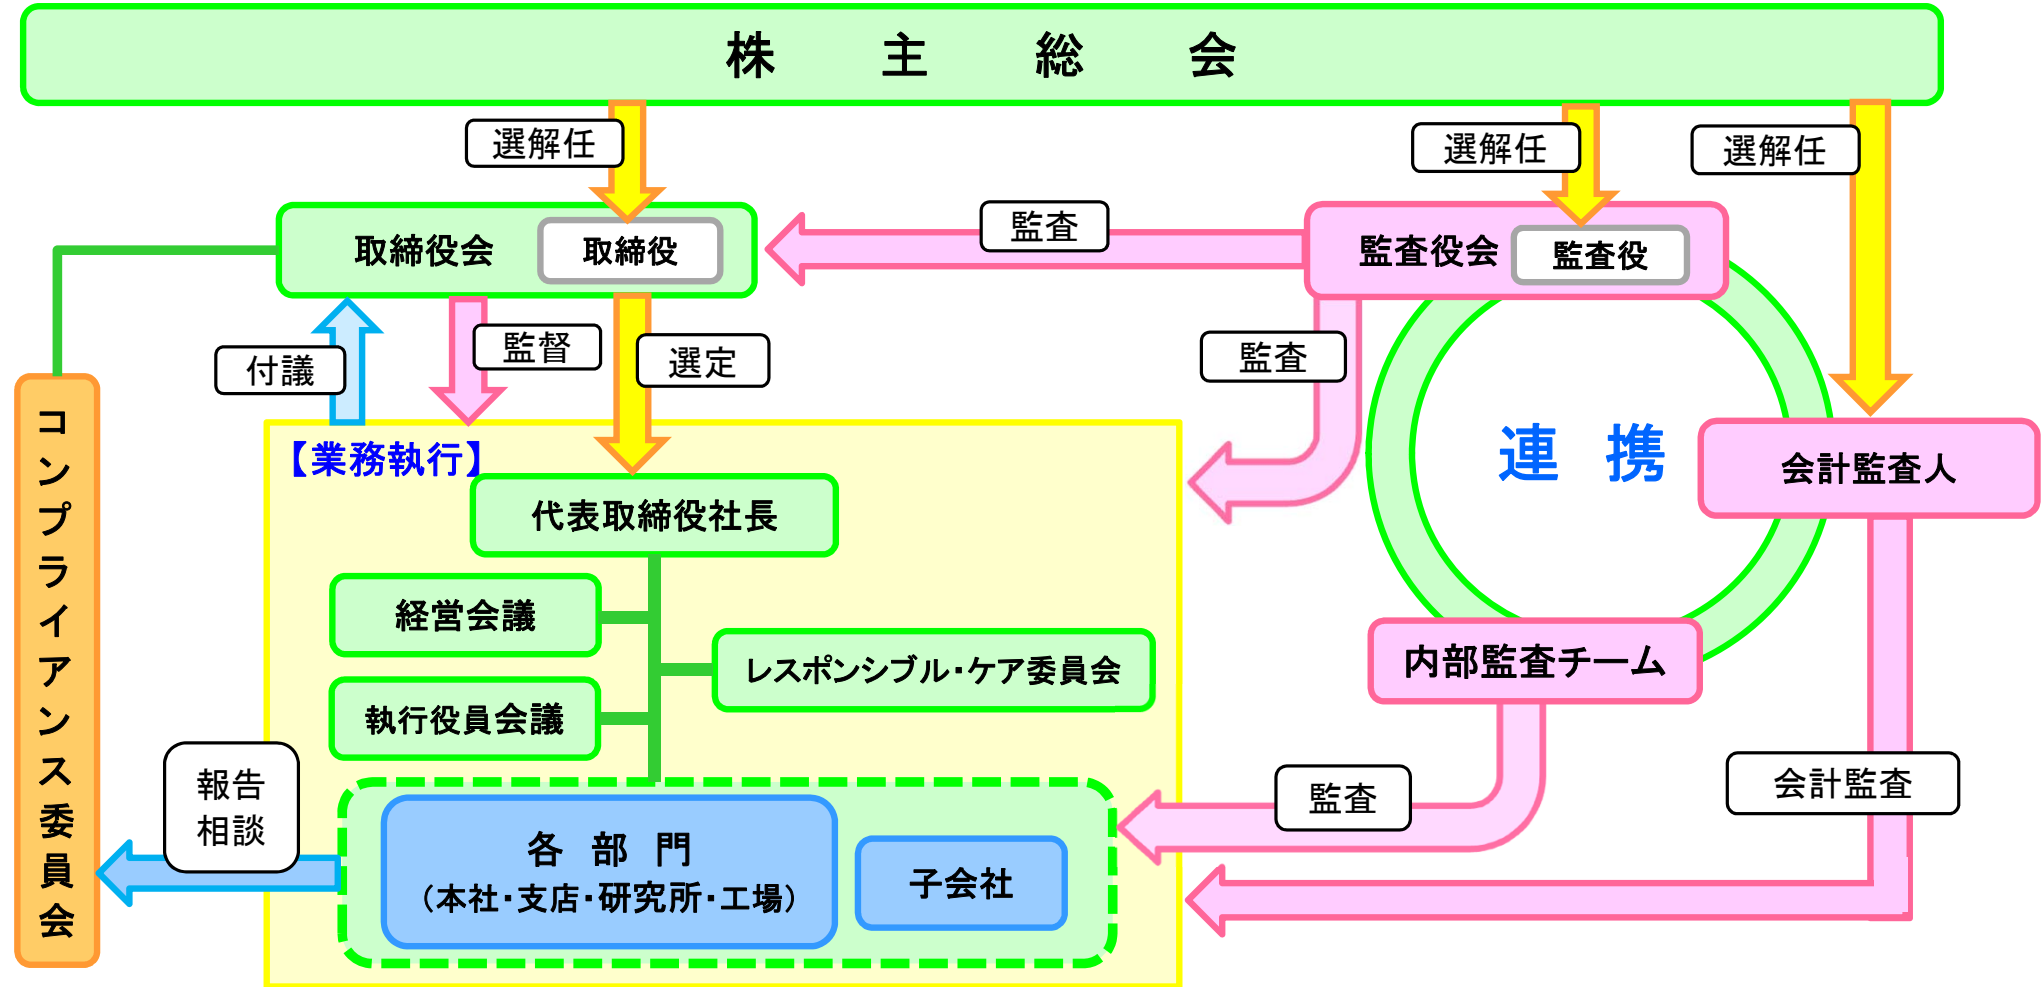 株主総会
選解任
選解任
選解任
取締役会
取締役
監査
監査役会
監査役
付議
監督
選定
監査
【業務執行】
代表取締役社長
連携
会計監査人
経営会議
レスポンシブル・ケア委員会
執行役員会議
内部監査チーム
コンプライアンス委員会
報告
相談
監査
会計監査
各部門
（本社・支店・研究所・工場）
子会社